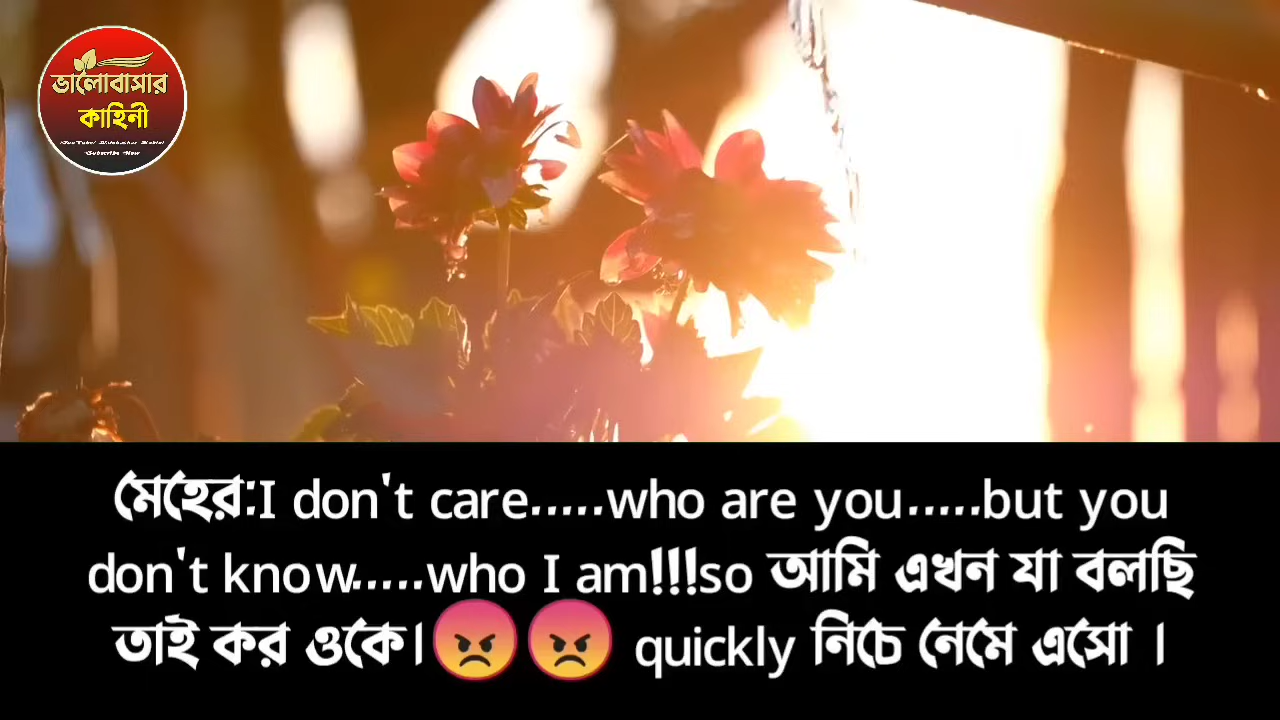 ভালোবাসার
কাহিনী
মেহের:I don't care.....who are you.....but you
don't know.....who I am!!!so আমি এখন যা বলছি
তাই কর ওকে।😡😡 quickly নিচে নেমে এসো ।